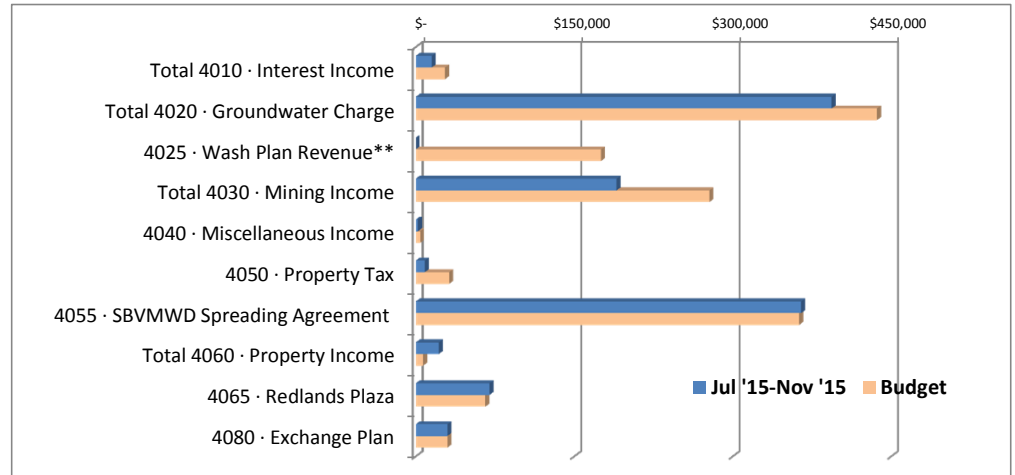 $- $150,000 $300,000 $450,000
Total 4010 · Interest Income
Total 4020 · Groundwater Charge
4025 · Wash Plan Revenue**
Total 4030 · Mining Income
4040 · Miscellaneous Income
4050 · Property Tax
4055 · SBVMWD Spreading Agreement
Total 4060 · Property Income
4065 · Redlands Plaza
Jul '15-Nov '15 Budget
4080 · Exchange Plan